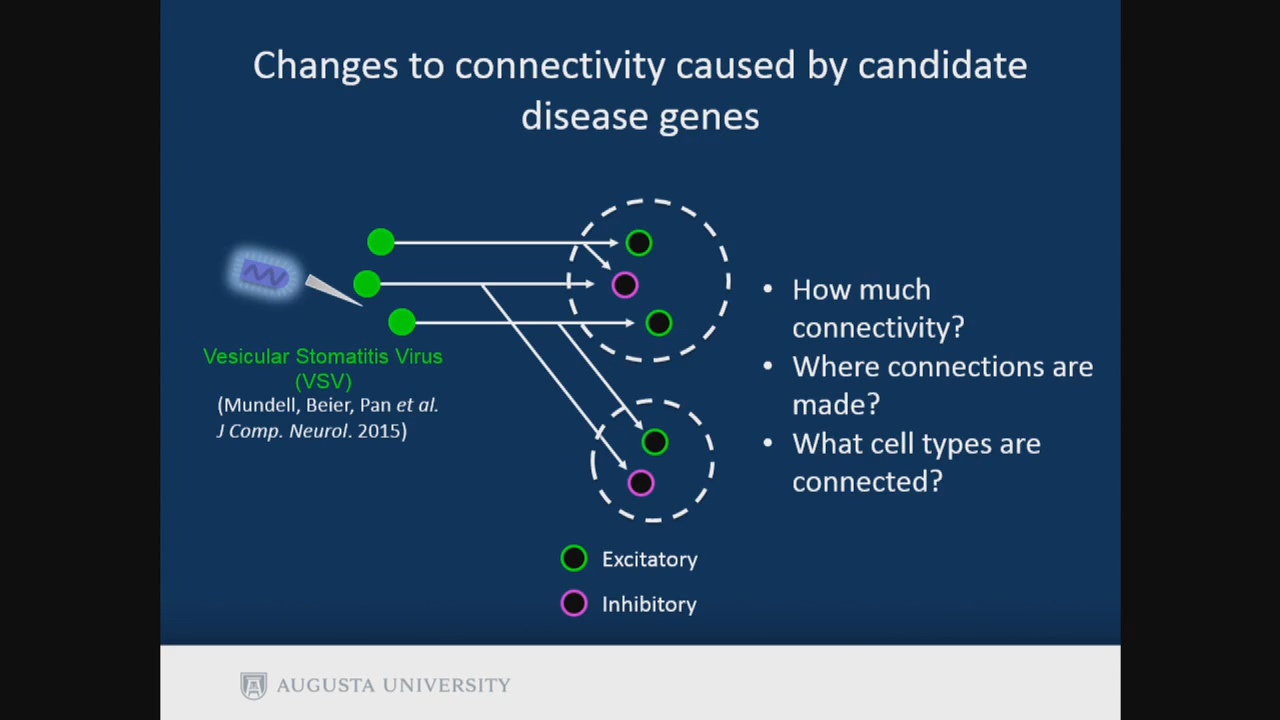 Changes to connectivity caused by candidate
disease genes
Vesicular Stomatitis Virus
(VSV)
(Mundell, Beier, Pan et al.
J Comp. Neurol. 2015)
• How much
connectivity?
• Where connections are
made?
• What cell types are
connected?
Excitatory
Inhibitory
AUGUSTA UNIVERSITY